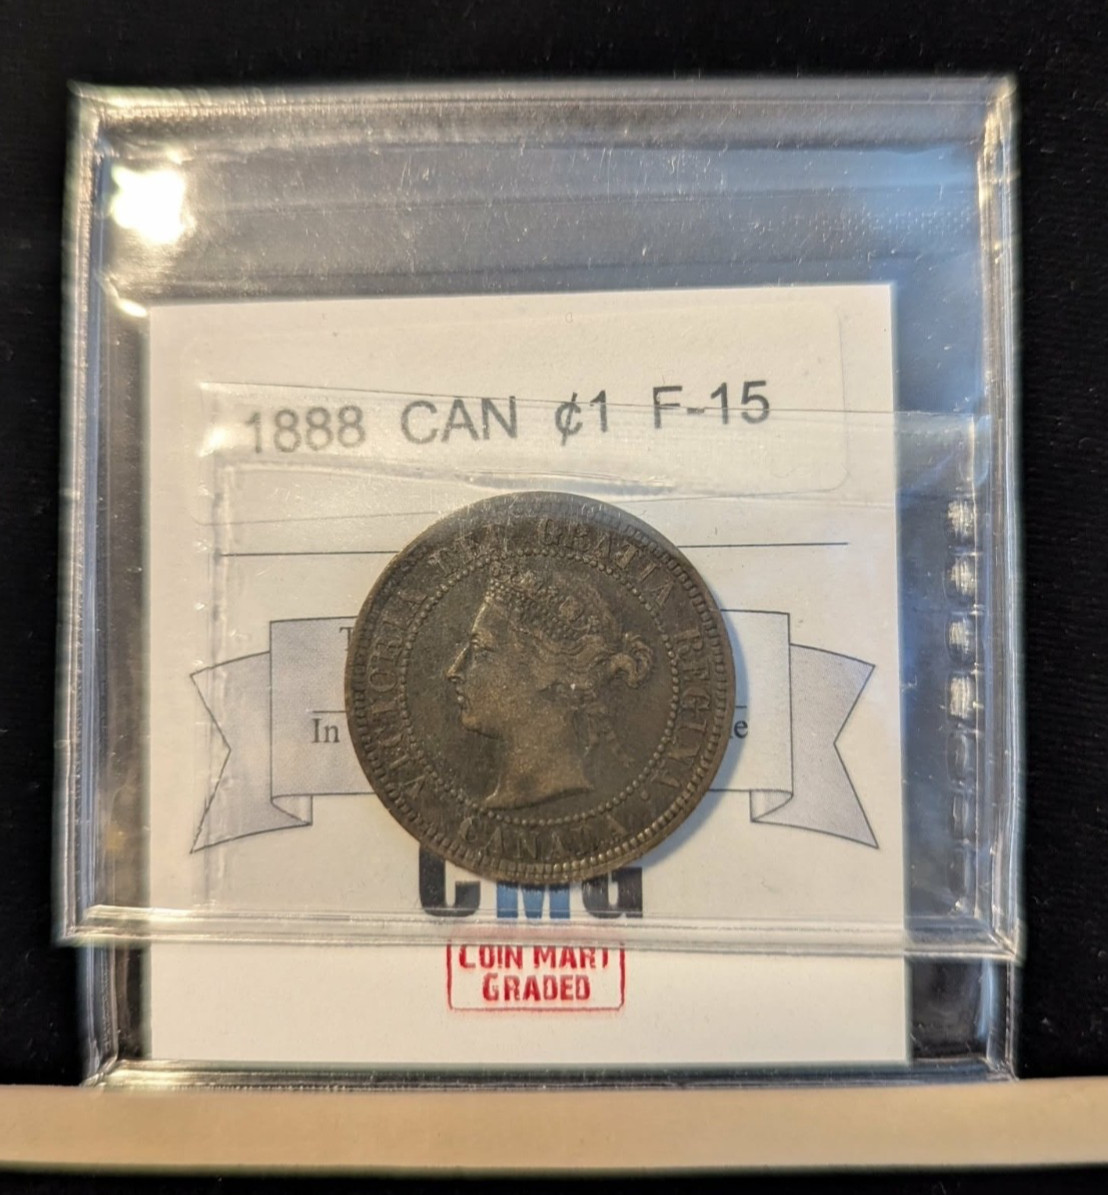 1888 CAN ¢1 F-15
VICTORIA DEI GRATIA REGINA
CANADA
In
CMG
COIN MART
GRADED